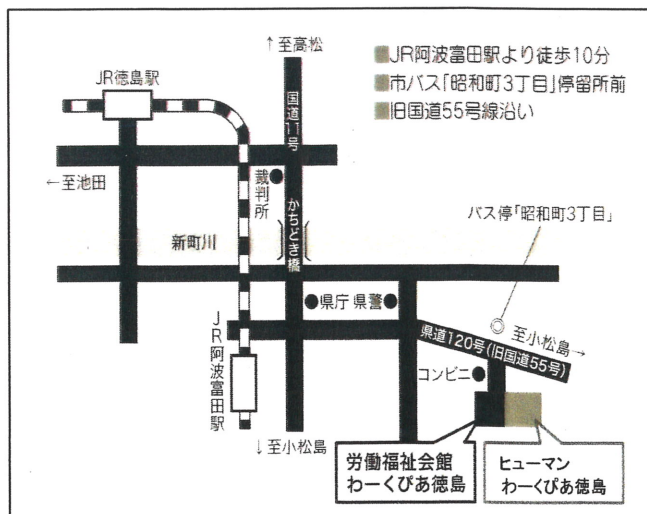 ↑至高松
■JR阿波富田駅より徒歩10分
■市バス「昭和町3丁目」停留所前
■旧国道55号線沿い
JR徳島駅
国道11号
←至池田
裁判所
かちどき橋
新町川
バス停「昭和町3丁目」
県庁
県警
JR阿波富田駅
県道120号(旧国道55号)
至小松島→
コンビニ
↓至小松島
労働福祉会館
わーくぴあ徳島
ヒューマン
わーくぴあ徳島